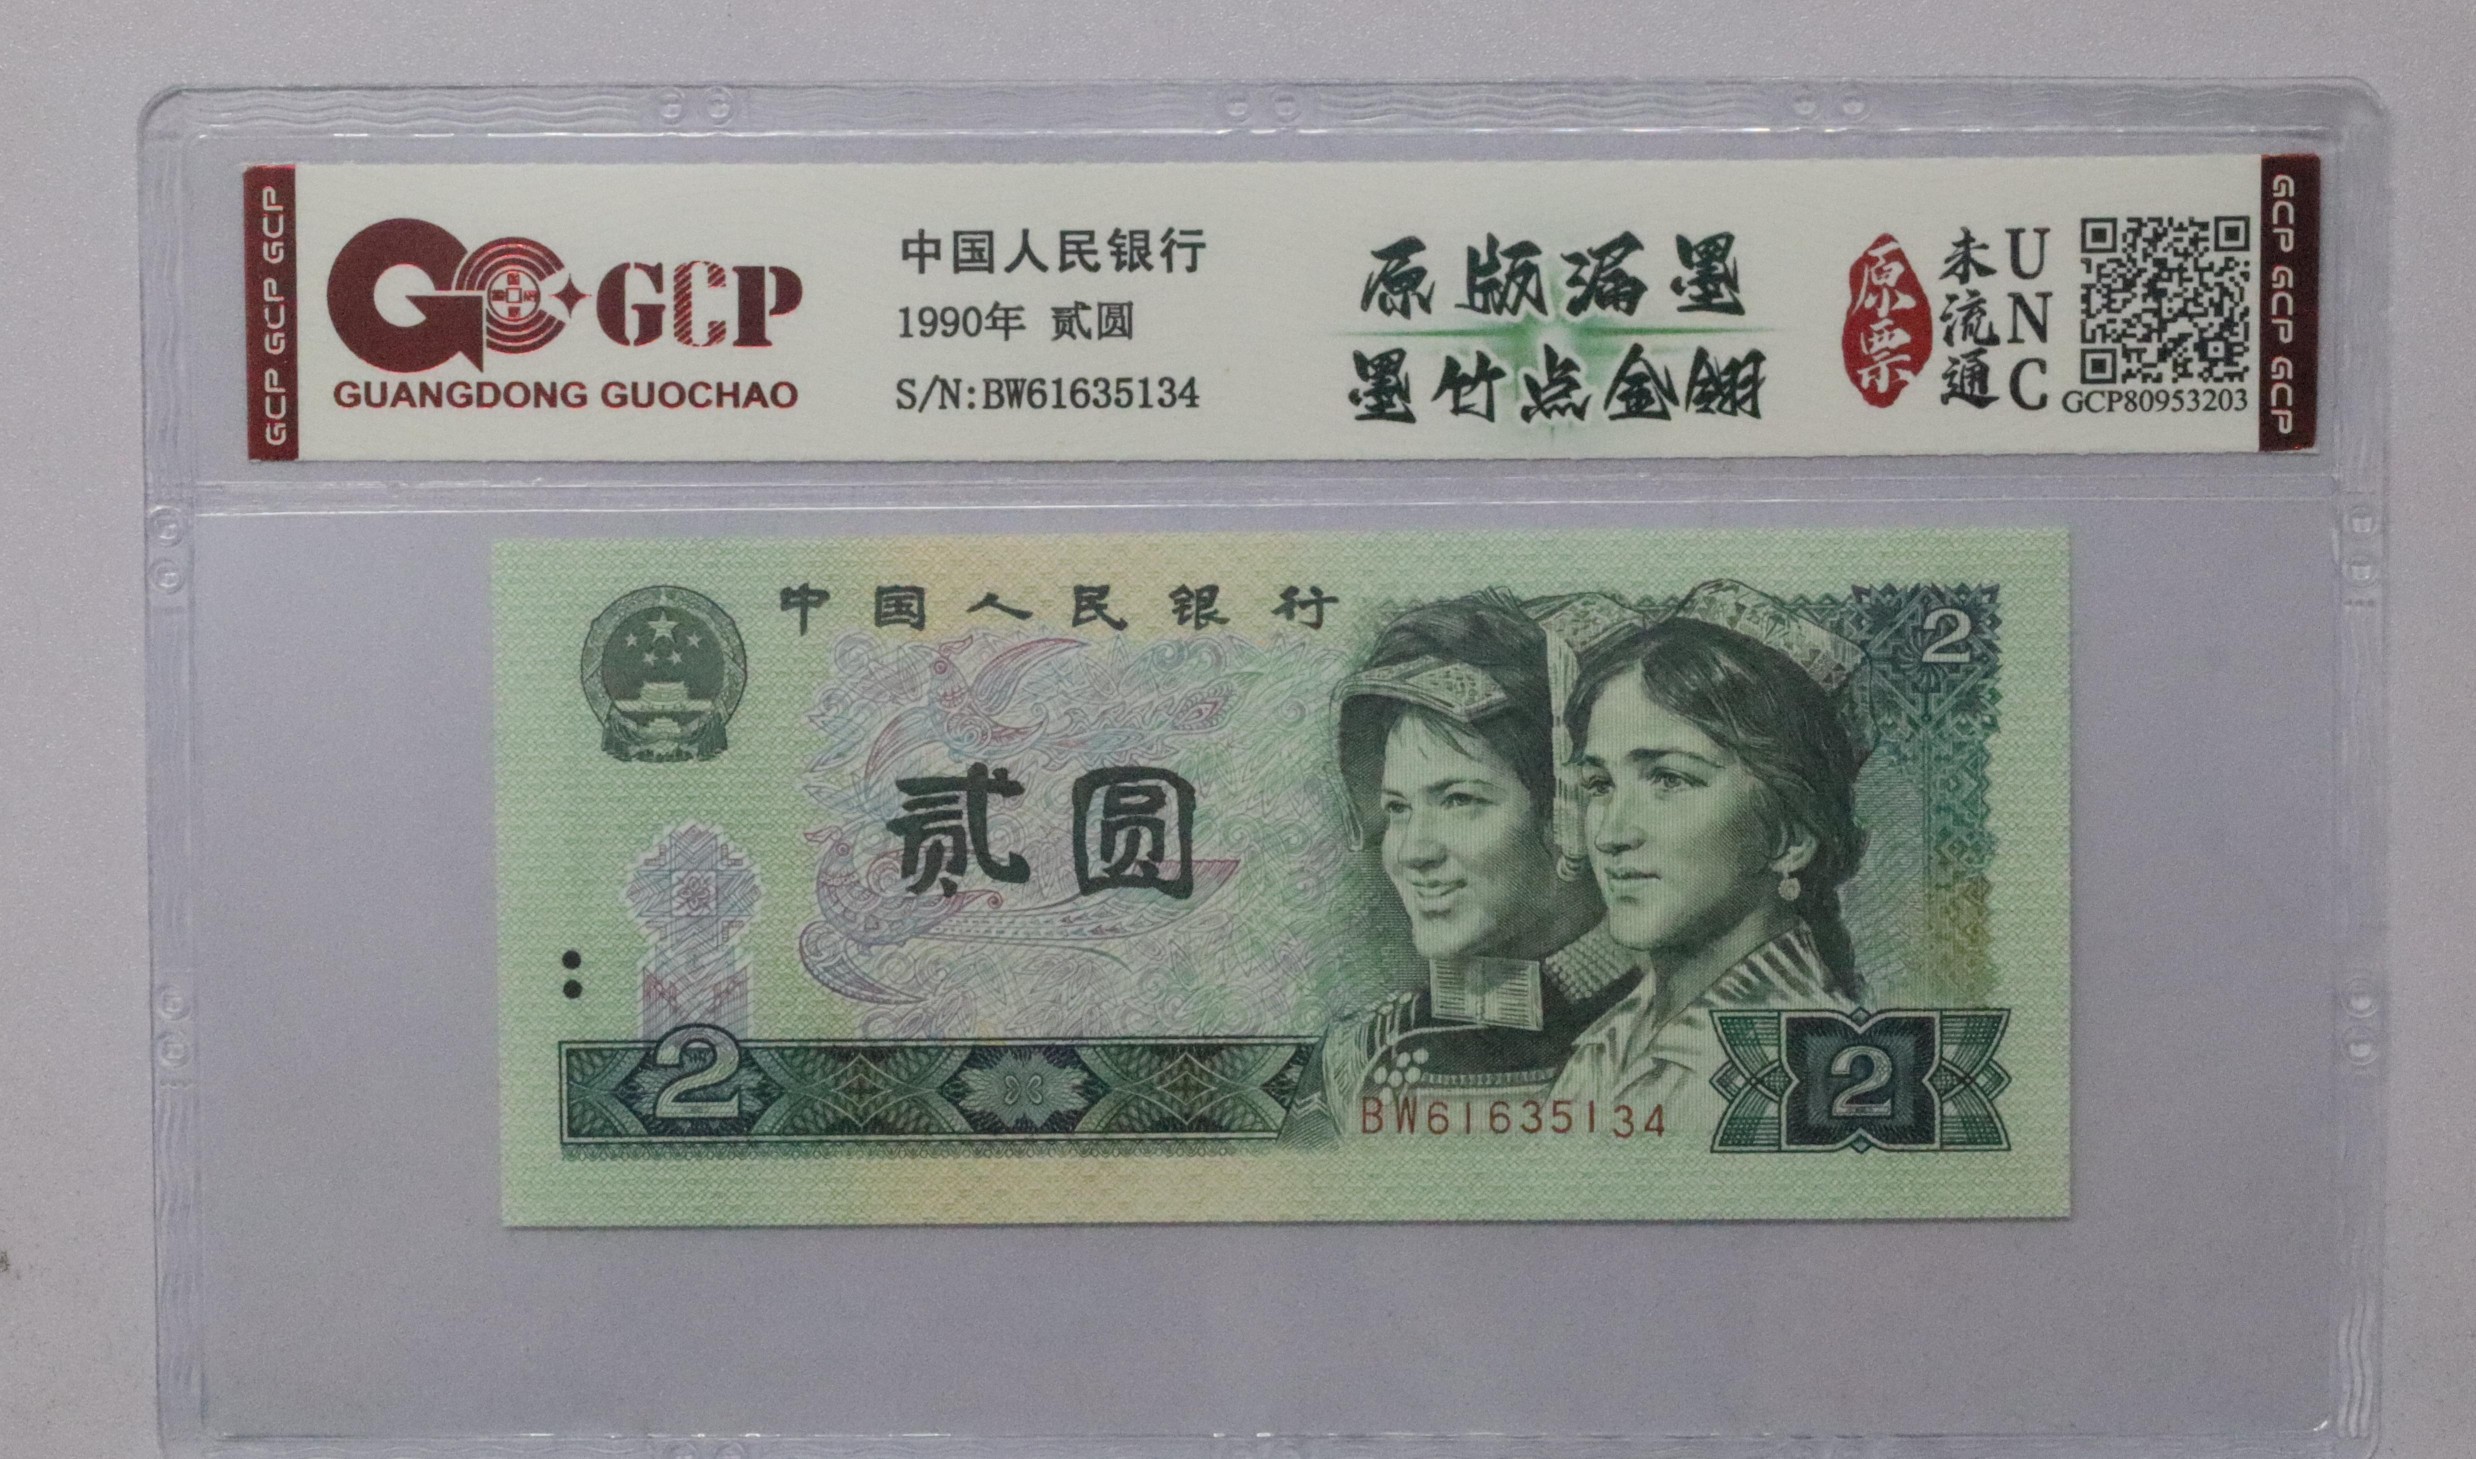 GCP GCP GCP
GCP
GUANGDONG GUOCHAO
中国人民银行
1990年 贰圆
S/N:BW61635134
原版漏墨
墨竹点金翎
原票
未流通
UNC
GCP80953203
GCP GCP GCP
中国人民银行
2
贰圆
2
BW61635134
2